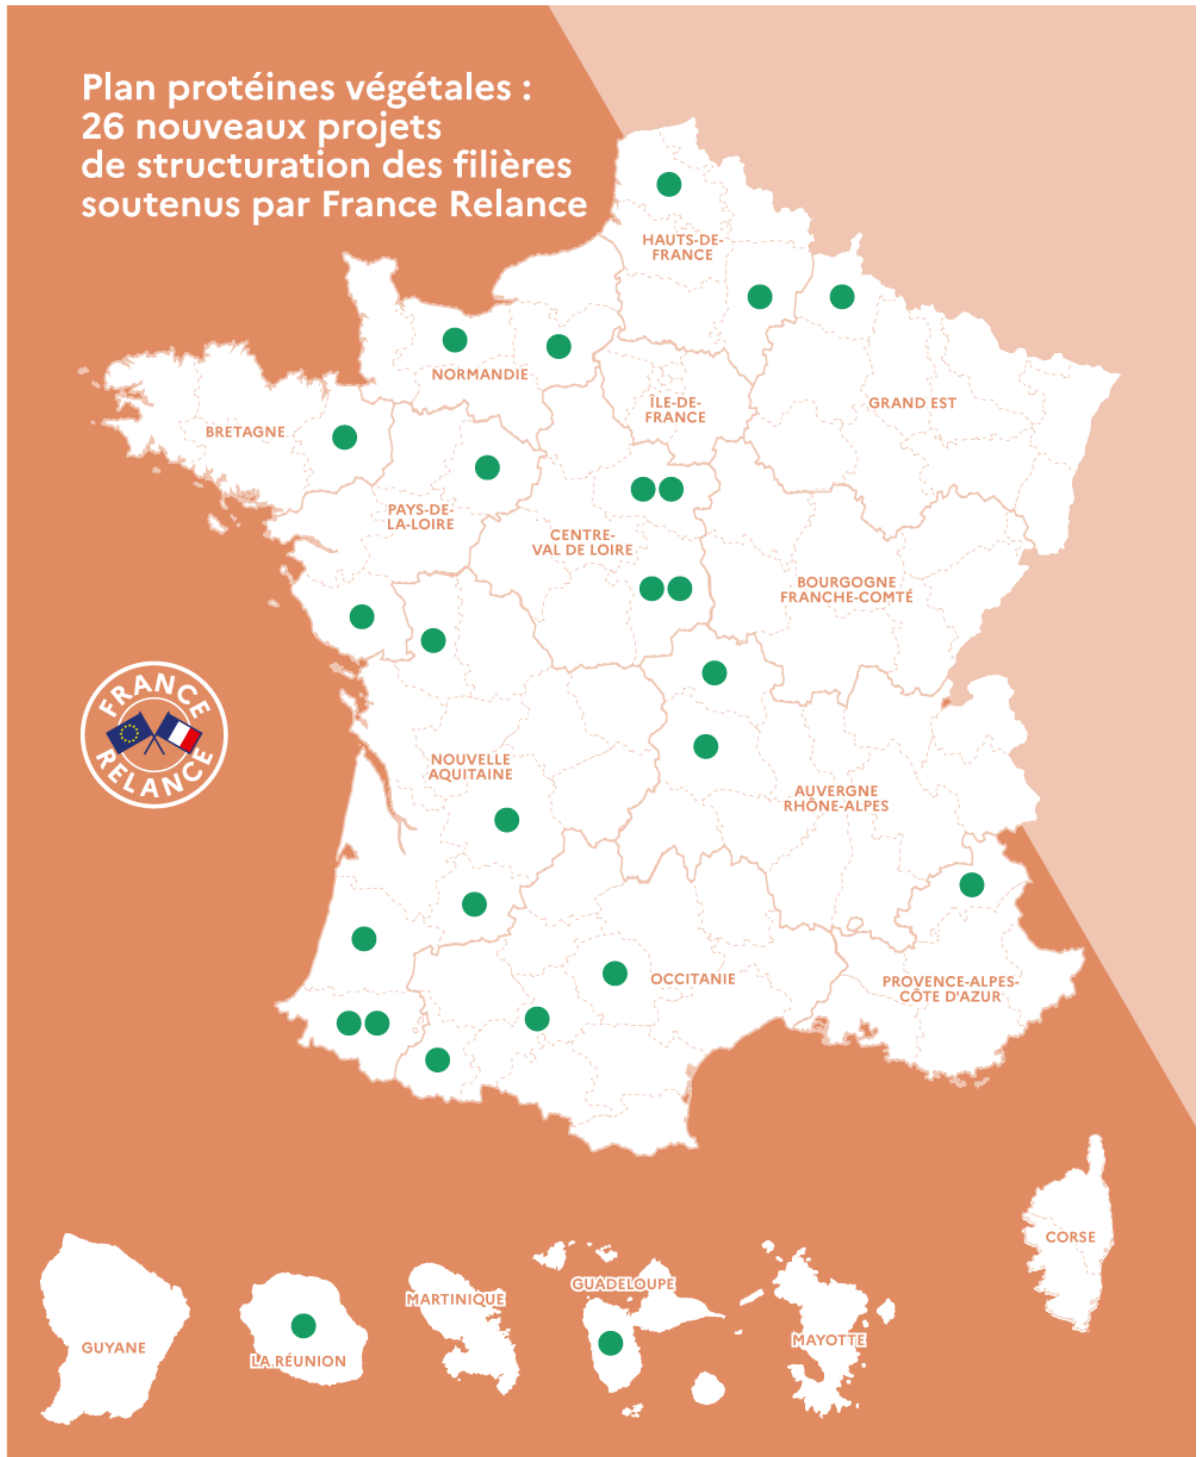 Plan protéines végétales :
26 nouveaux projets
de structuration des filières
soutenus par France Relance
HAUTS-DE-
FRANCE
NORMANDIE
ÎLE-DE-
FRANCE
GRAND EST
BRETAGNE
PAYS-DE-
LA-LOIRE
CENTRE-
VAL DE LOIRE
BOURGOGNE
FRANCHE-COMTÉ
FRANCE
RELANCE
NOUVELLE
AQUITAINE
AUVERGNE
RHÔNE-ALPES
OCCITANIE
PROVENCE-ALPES-
CÔTE D'AZUR
CORSE
GUYANE
LA RÉUNION
MARTINIQUE
GUADELOUPE
MAYOTTE